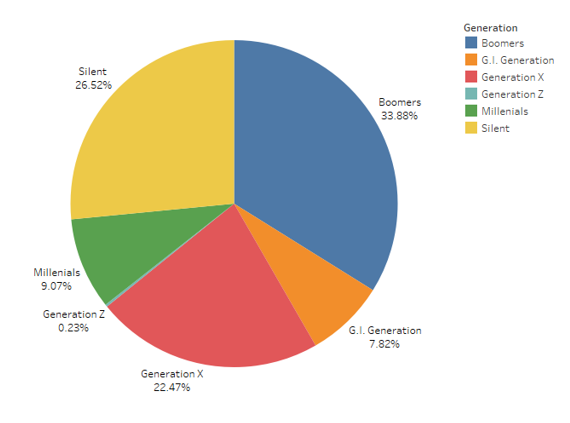 Generation
Boomers
G.I. Generation
Generation X
Generation Z
Millenials
Silent
Silent
26.52%
Boomers
33.88%
Millenials
9.07%
Generation Z
0.23%
G.I. Generation
7.82%
Generation X
22.47%